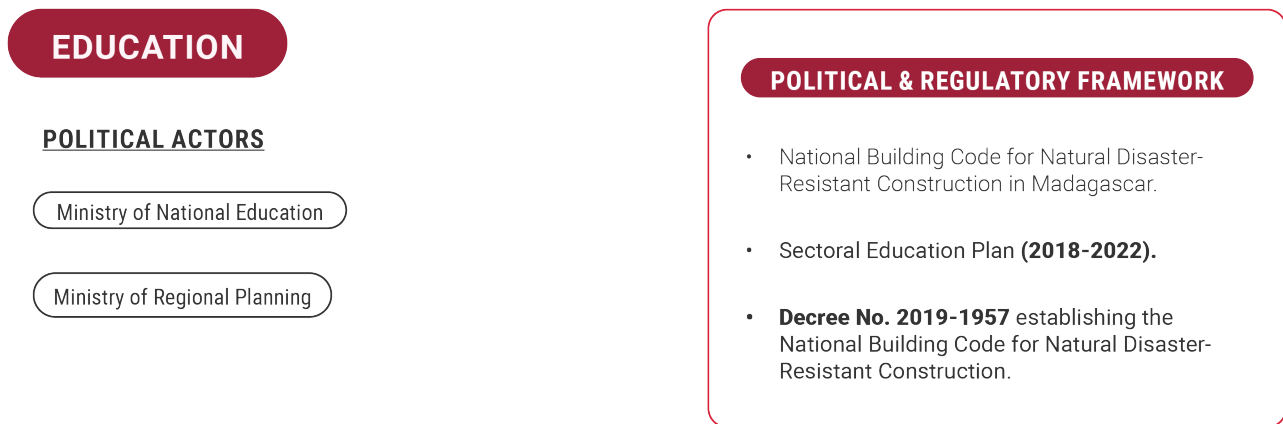 EDUCATION
POLITICAL ACTORS
Ministry of National Education
Ministry of Regional Planning
POLITICAL & REGULATORY FRAMEWORK
• National Building Code for Natural Disaster-
Resistant Construction in Madagascar.
• Sectoral Education Plan (2018-2022).
• Decree No. 2019-1957 establishing the
National Building Code for Natural Disaster-
Resistant Construction.